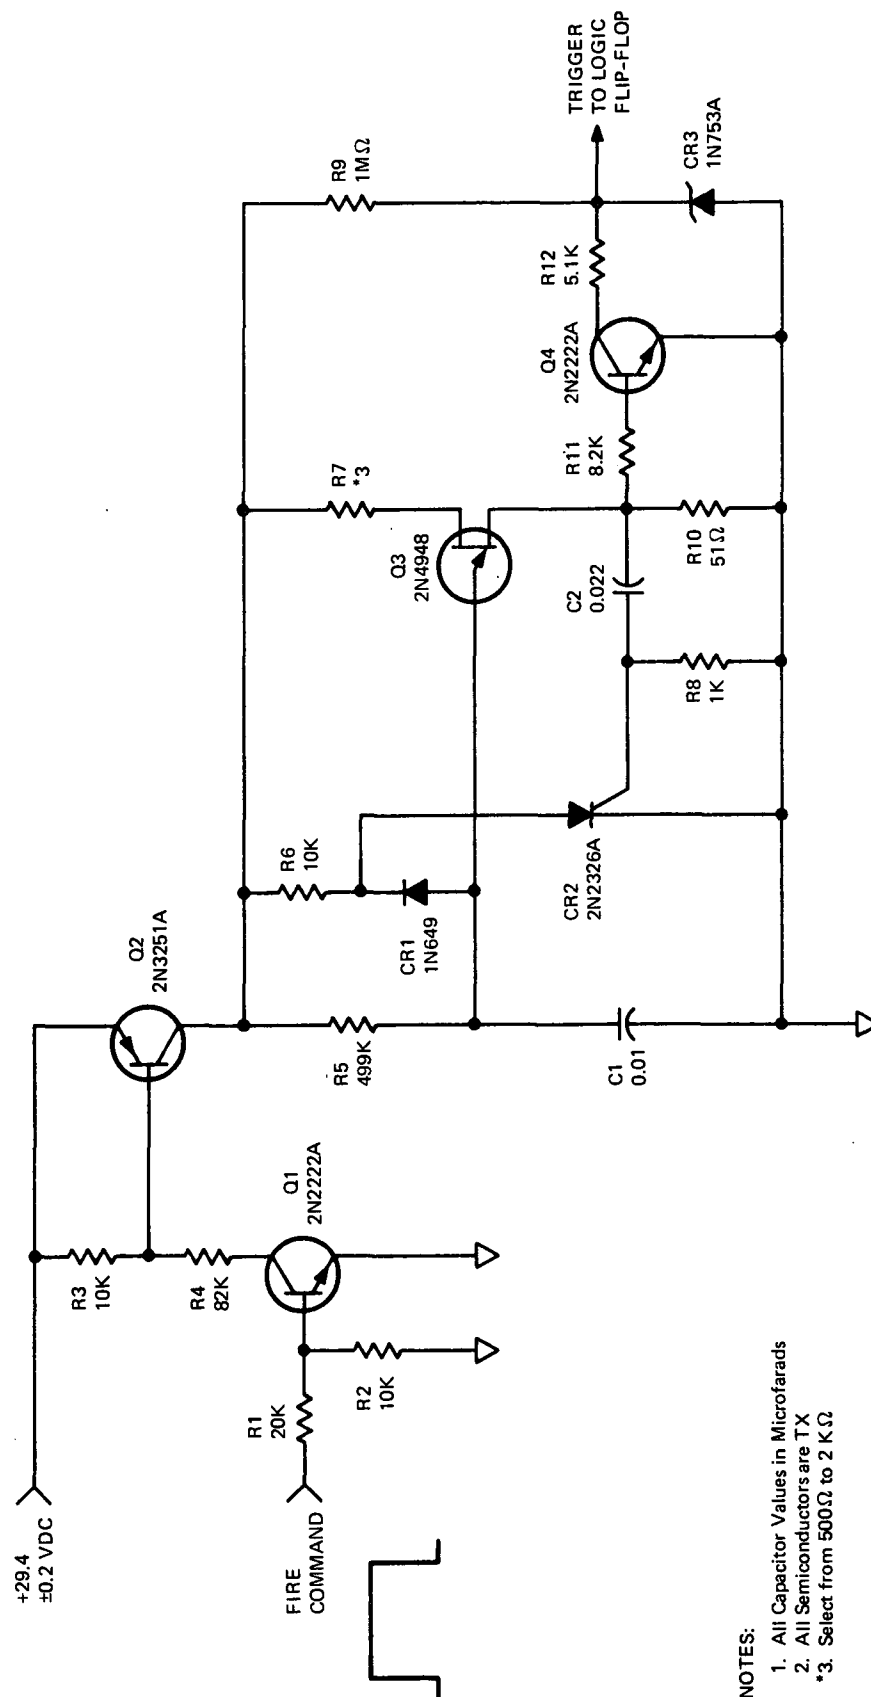 +29.4
±0.2 VDC
FIRE
COMMAND
R1
20K
R2
10K
R3
10K
R4
82K
Q1
2N2222A
Q2
2N3251A
R5
499K
C1
0.01
R6
10K
CR1
1N649
CR2
2N2326A
Q3
2N4948
R7
*3
C2
0.022
R8
1K
R10
51Ω
R11
8.2K
Q4
2N2222A
R12
5.1K
R9
1MΩ
CR3
1N753A
TRIGGER
TO LOGIC
FLIP-FLOP
NOTES:
1. All Capacitor Values in Microfarads
2. All Semiconductors are TX
*3. Select from 500Ω to 2 KΩ